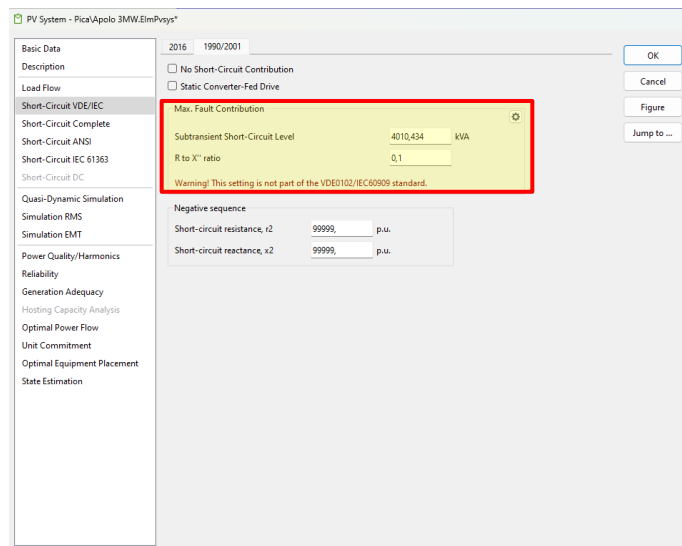 PV System - Pica\Apolo 3MW.ElmPvsys*
Basic Data
Description
Load Flow
Short-Circuit VDE/IEC
Short-Circuit Complete
Short-Circuit ANSI
Short-Circuit IEC 61363
Short-Circuit DC
Quasi-Dynamic Simulation
Simulation RMS
Simulation EMT
Power Quality/Harmonics
Reliability
Generation Adequacy
Hosting Capacity Analysis
Optimal Power Flow
Unit Commitment
Optimal Equipment Placement
State Estimation
2016 1990/2001
No Short-Circuit Contribution
Static Converter-Fed Drive
Max. Fault Contribution
Subtransient Short-Circuit Level 4010,434 kVA
R to X'' ratio 0,1
Warning! This setting is not part of the VDE0102/IEC60909 standard.
Negative sequence
Short-circuit resistance, r2 99999, p.u.
Short-circuit reactance, x2 99999, p.u.
OK
Cancel
Figure
Jump to ...